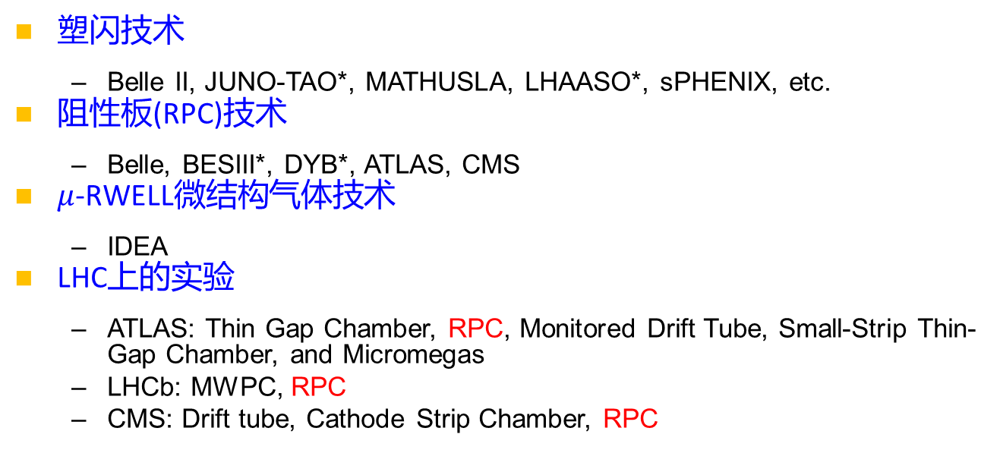 塑闪技术
– Belle II, JUNO-TAO*, MATHUSLA, LHAASO*, sPHENIX, etc.
阻性板(RPC)技术
– Belle, BESIII*, DYB*, ATLAS, CMS
𝜇-RWELL微结构气体技术
– IDEA
LHC上的实验
– ATLAS: Thin Gap Chamber, RPC, Monitored Drift Tube, Small-Strip Thin-
Gap Chamber, and Micromegas
– LHCb: MWPC, RPC
– CMS: Drift tube, Cathode Strip Chamber, RPC